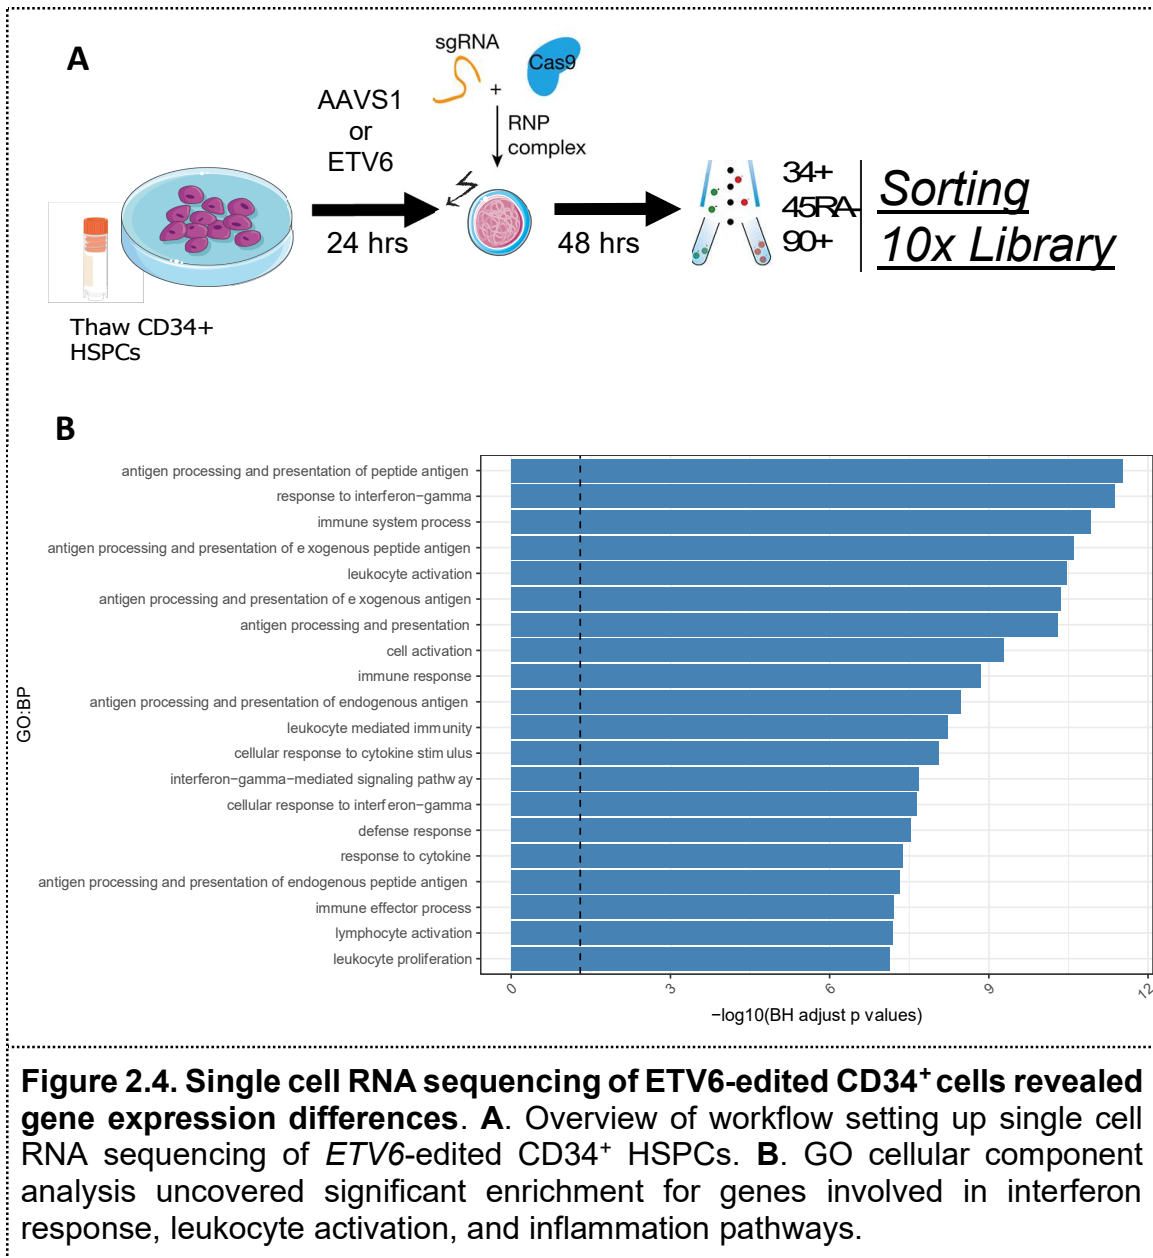 A
sgRNA
+
Cas9
AAVS1
or
ETV6
RNP
complex
24 hrs
48 hrs
34+
45RA-
90+
Sorting
10x Library
Thaw CD34+
HSPCs
B
GO:BP
antigen processing and presentation of peptide antigen
response to interferon−gamma
immune system process
antigen processing and presentation of exogenous peptide antigen
leukocyte activation
antigen processing and presentation of exogenous antigen
antigen processing and presentation
cell activation
immune response
antigen processing and presentation of endogenous antigen
leukocyte mediated immunity
cellular response to cytokine stimulus
interferon−gamma−mediated signaling pathway
cellular response to interferon−gamma
defense response
response to cytokine
antigen processing and presentation of endogenous peptide antigen
immune effector process
lymphocyte activation
leukocyte proliferation
0 3 6 9 12
−log10(BH adjust p values)
Figure 2.4. Single cell RNA sequencing of ETV6-edited CD34+ cells revealed
gene expression differences. A. Overview of workflow setting up single cell
RNA sequencing of ETV6-edited CD34+ HSPCs. B. GO cellular component
analysis uncovered significant enrichment for genes involved in interferon
response, leukocyte activation, and inflammation pathways.